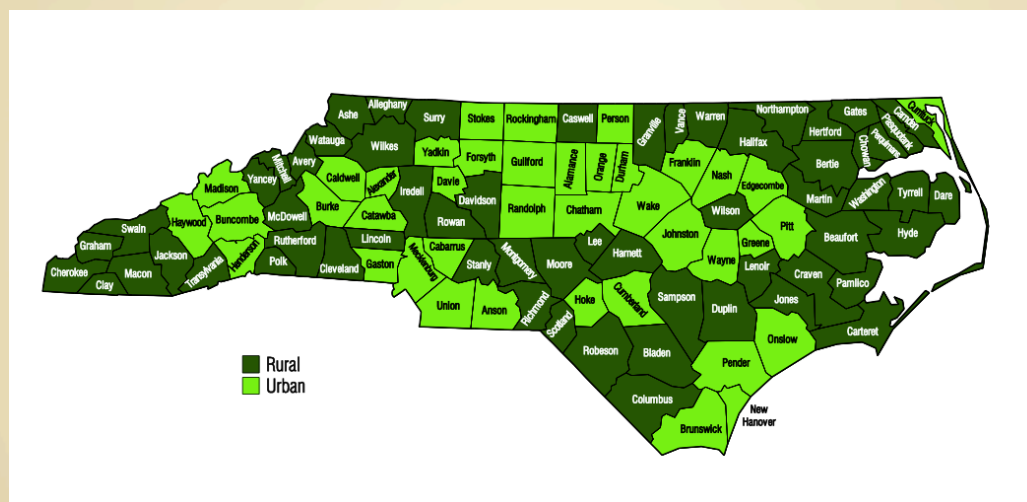 Alleghany
Ashe
Surry
Stokes
Rockingham
Caswell
Person
Granville
Vance
Warren
Northampton
Gates
Camden
Currituck
Pasquotank
Perquimans
Hertford
Halifax
Chowan
Watauga
Wilkes
Yadkin
Forsyth
Guilford
Alamance
Orange
Durham
Franklin
Nash
Edgecombe
Bertie
Mitchell
Avery
Yancey
Madison
Caldwell
Alexander
Iredell
Davie
Davidson
Randolph
Chatham
Wake
Wilson
Martin
Washington
Tyrrell
Dare
Haywood
Buncombe
McDowell
Burke
Catawba
Rowan
Johnston
Greene
Pitt
Beaufort
Hyde
Swain
Graham
Jackson
Henderson
Rutherford
Lincoln
Cabarrus
Stanly
Montgomay
Moore
Lee
Harnett
Wayne
Lenoir
Craven
Pamlico
Cherokee
Clay
Macon
Transylvania
Polk
Cleveland
Gaston
Mecklenburg
Union
Anson
Richmond
Scotland
Hoke
Cumberland
Sampson
Duplin
Jones
Carteret
Onslow
Robeson
Bladen
Pender
Columbus
Brunswick
New
Hanover
Rural
Urban